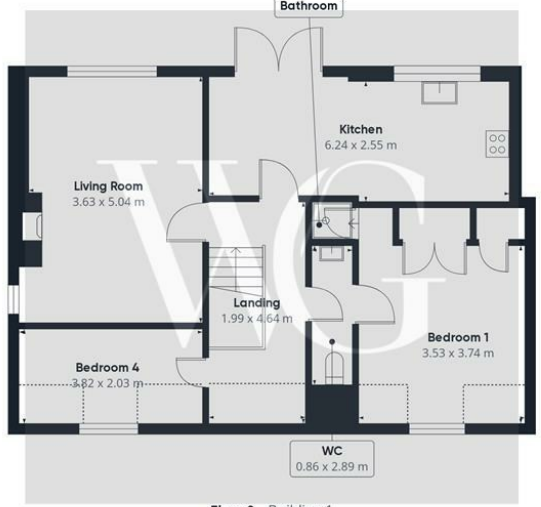 Bathroom
Kitchen
6.24 x 2.55 m
Living Room
3.63 x 5.04 m
WG
Landing
1.99 x 4.64 m
Bedroom 1
3.53 x 3.74 m
Bedroom 4
3.82 x 2.03 m
WC
0.86 x 2.89 m